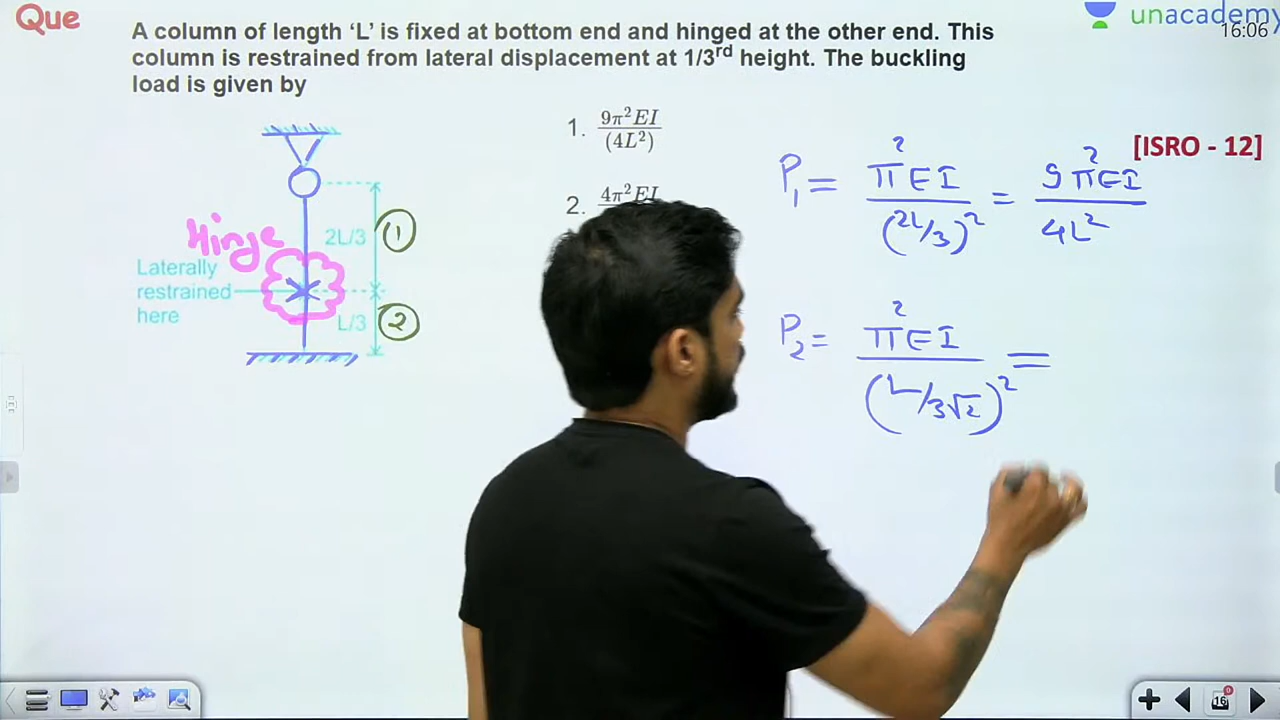 Que
unacademy
16:06
A column of length ‘L’ is fixed at bottom end and hinged at the other end. This
column is restrained from lateral displacement at 1/3rd height. The buckling
load is given by
1. 9π²EI / (4L²)
[ISRO - 12]
2. 4π²EI
P₁ = π²EI / (2L/3)² = 9π²EI / 4L²
Hinge
2L/3
1
Laterally
restrained
here
L/3
2
P₂ = π²EI / (L/3√2)² =
16